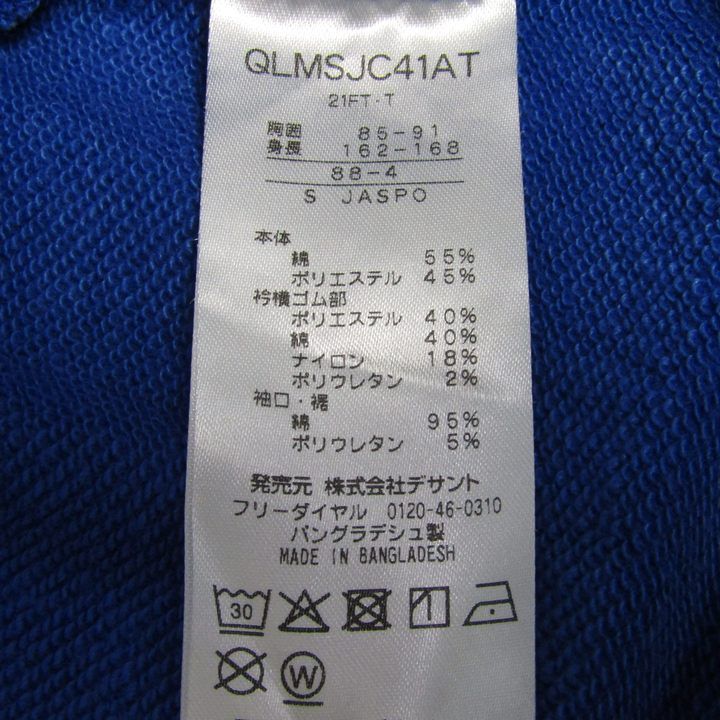 QLMSJC41AT
21FT-T
胸囲 85-91
身長 162-168
88-4
S JASPO
本体
綿 55%
ポリエステル 45%
衿横ゴム部
ポリエステル 40%
綿 40%
ナイロン 18%
ポリウレタン 2%
袖口・裾
綿 95%
ポリウレタン 5%
発売元 株式会社デサント
フリーダイヤル 0120-46-0310
バングラデシュ製
MADE IN BANGLADESH
30
W